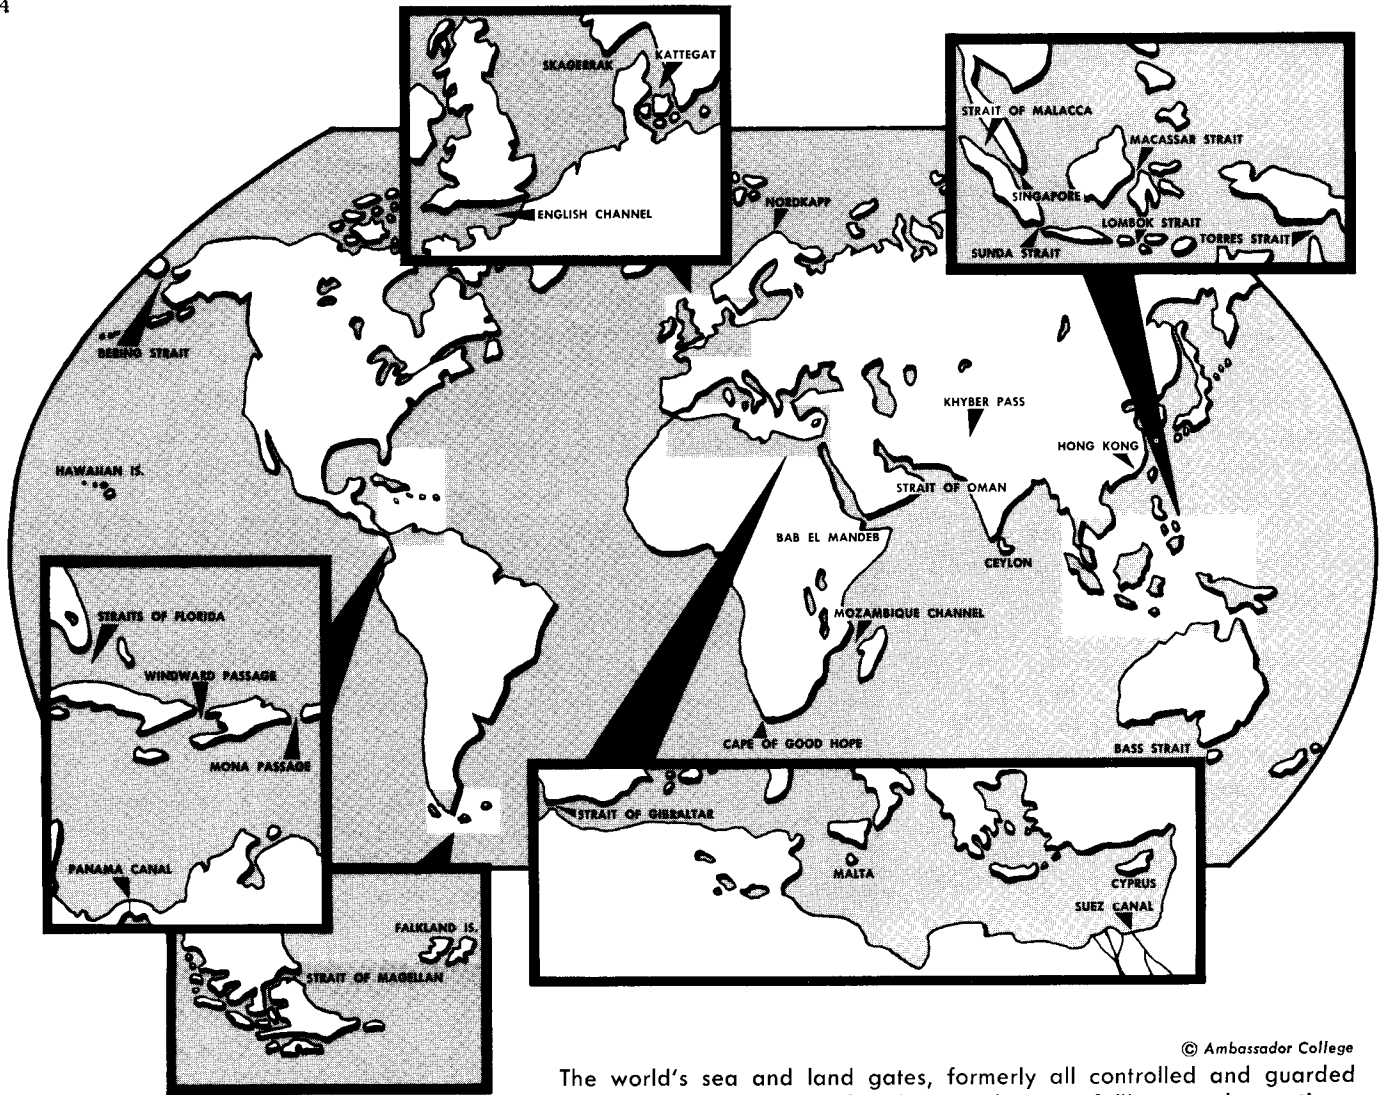 4
SKAGERRAK
KATTEGAT
ENGLISH CHANNEL
STRAIT OF MALACCA
MACASSAR STRAIT
SINGAPORE
LOMBOK STRAIT
TORRES STRAIT
SUNDA STRAIT
NORDKAPP
BERING STRAIT
KHYBER PASS
HONG KONG
HAWAIIAN IS.
STRAIT OF OMAN
BAB EL MANDEB
CEYLON
MOZAMBIQUE CHANNEL
CAPE OF GOOD HOPE
BASS STRAIT
STRAITS OF FLORIDA
WINDWARD PASSAGE
MONA PASSAGE
PANAMA CANAL
STRAIT OF GIBRALTAR
MALTA
CYPRUS
SUEZ CANAL
FALKLAND IS.
STRAIT OF MAGELLAN
© Ambassador College
The world's sea and land gates, formerly all controlled and guarded